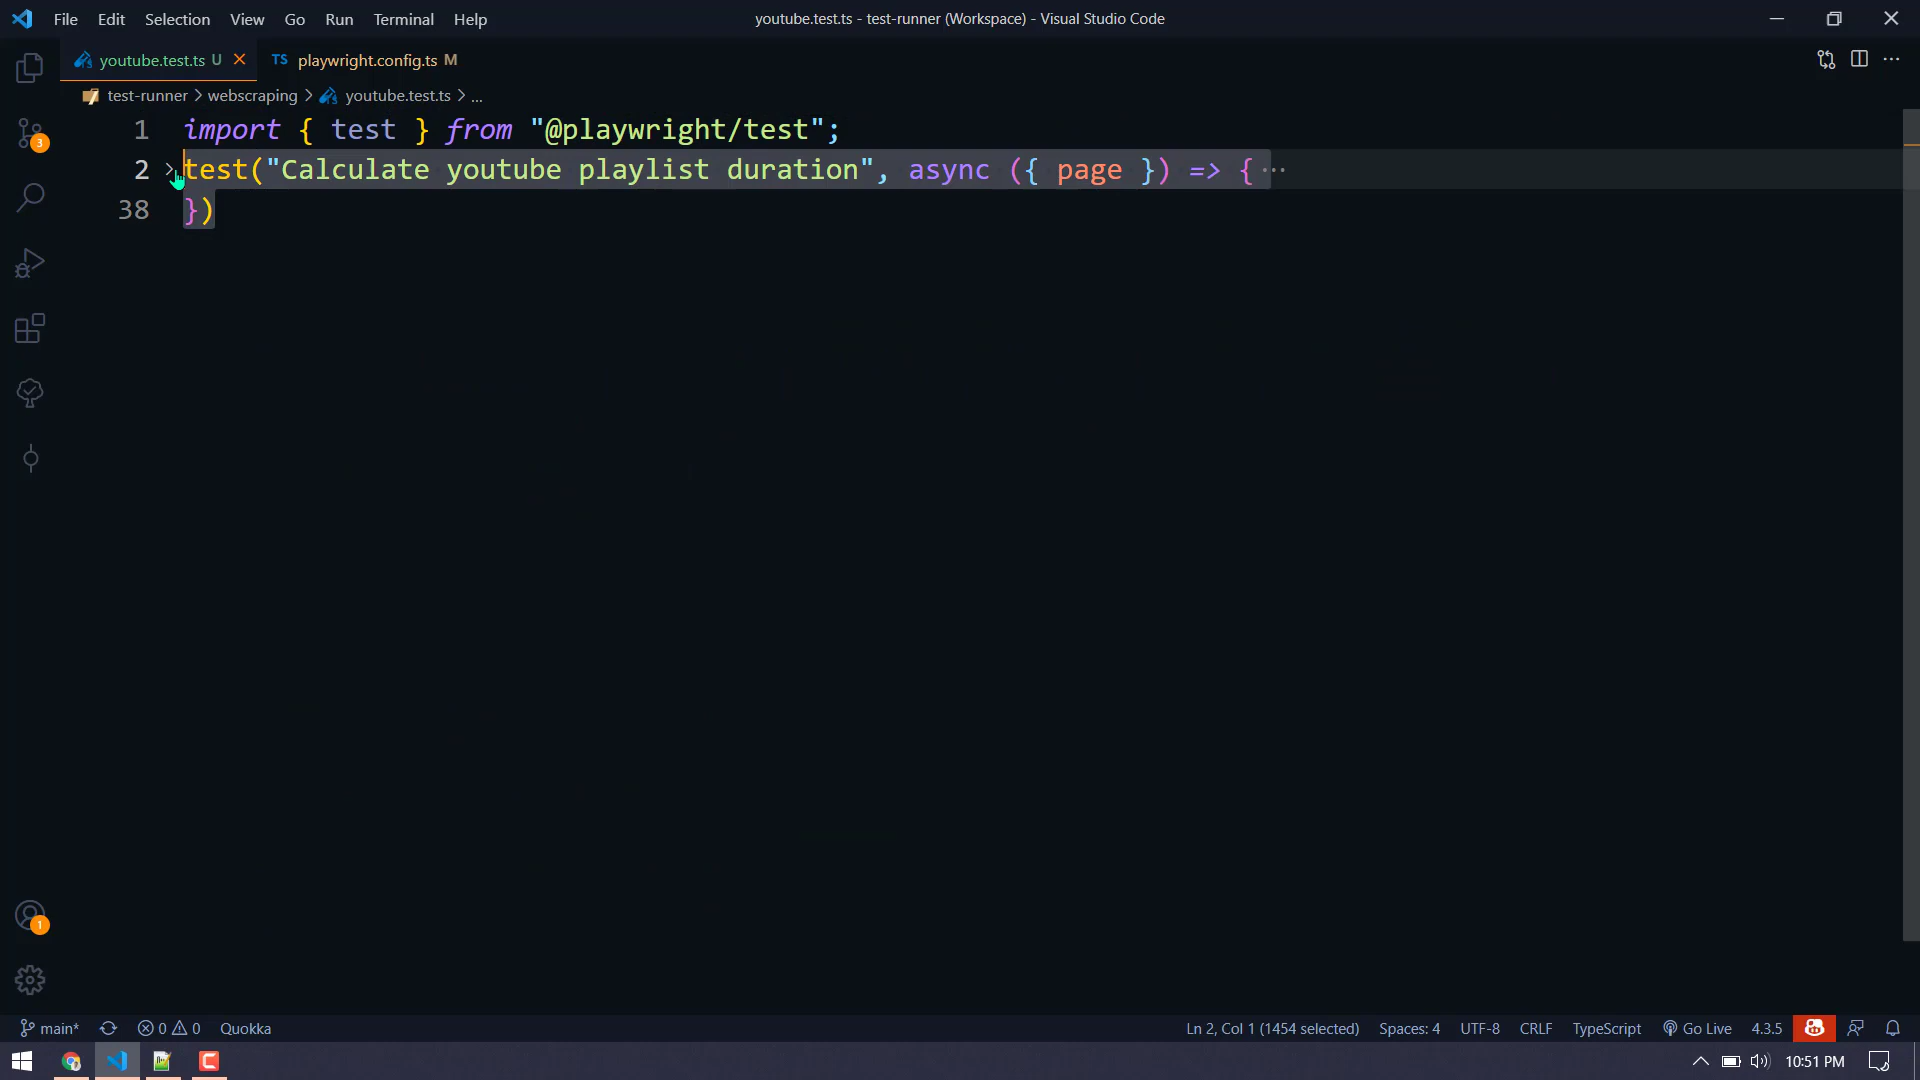 File Edit Selection View Go Run Terminal Help
youtube.test.ts - test-runner (Workspace) - Visual Studio Code
youtube.test.ts U
TS playwright.config.ts M
test-runner > webscraping > youtube.test.ts > ...
3
1 import { test } from "@playwright/test";
2 test("Calculate youtube playlist duration", async ({ page }) => { ...
38 })
1
main* 0 0 Quokka
Ln 2, Col 1 (1454 selected) Spaces: 4 UTF-8 CRLF TypeScript Go Live 4.3.5
10:51 PM